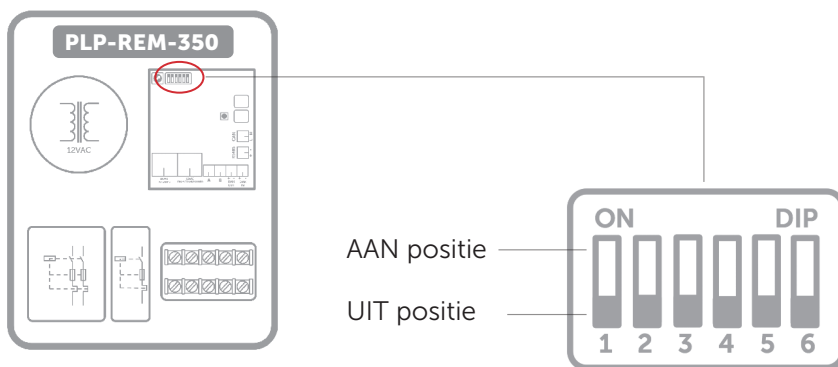 PLP-REM-350
12VAC
ON DIP
AAN positie
UIT positie
1 2 3 4 5 6